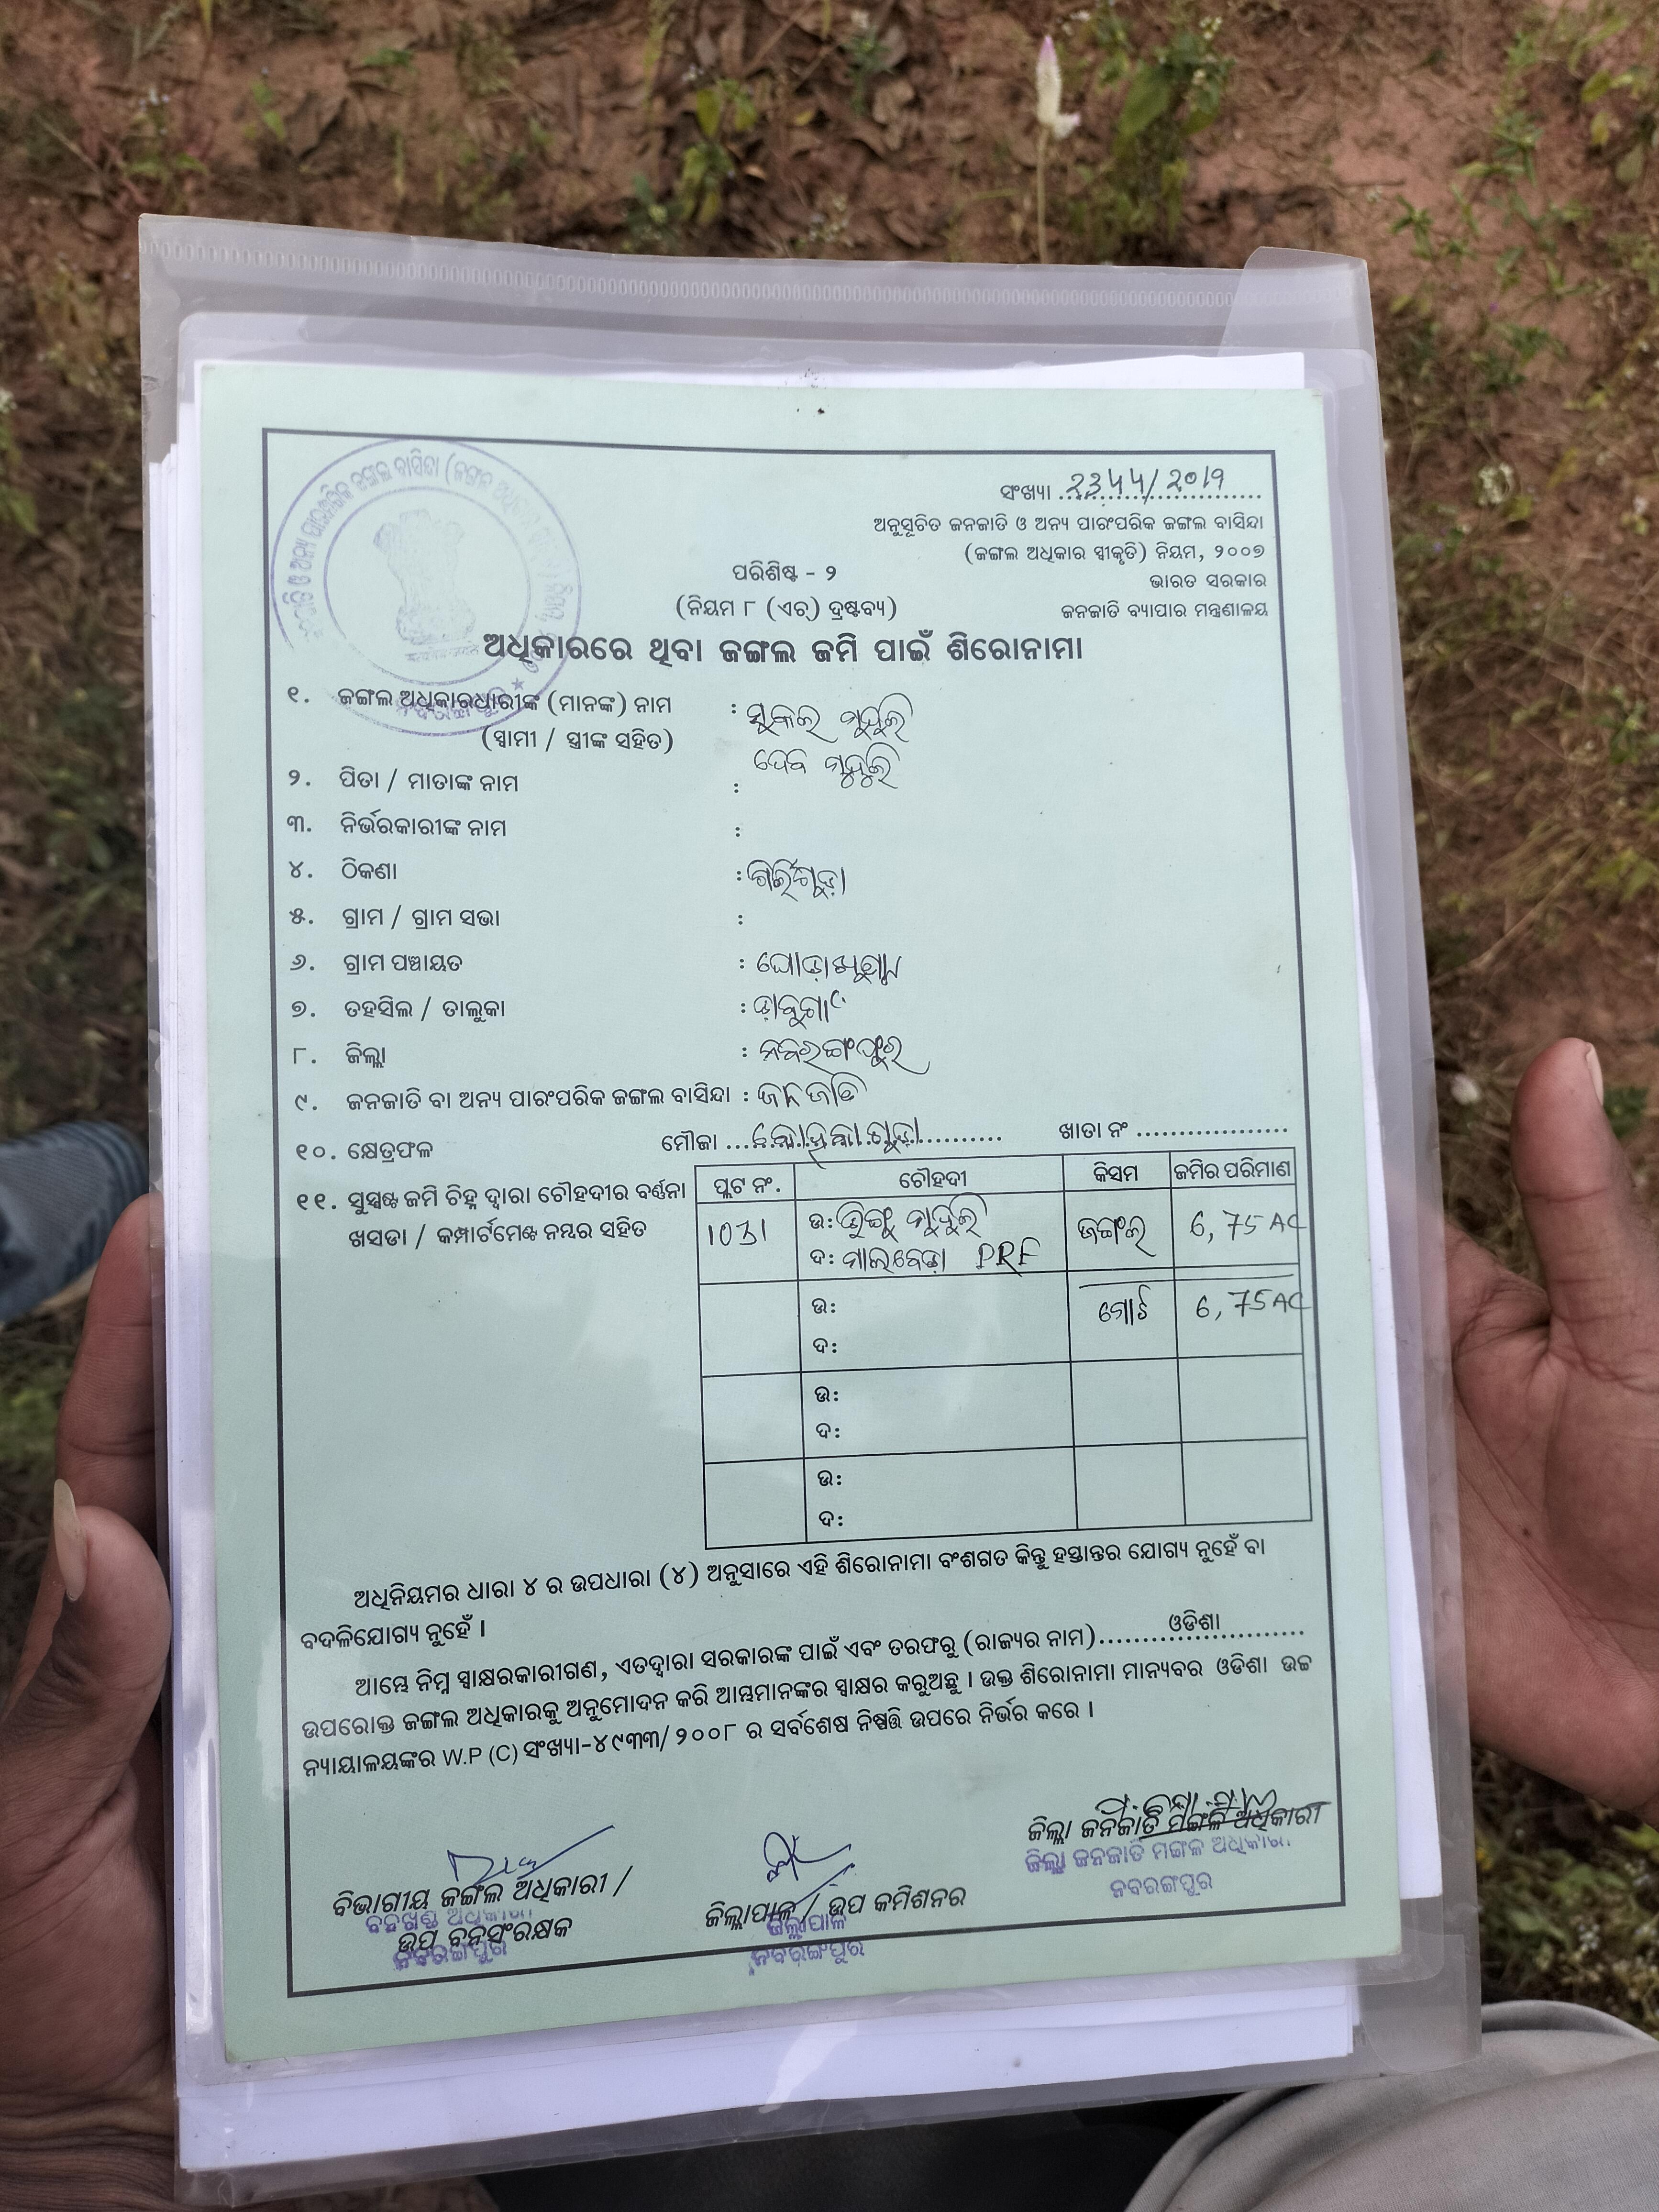 ସଂଖ୍ୟା 2344/2019
ଅନୁସୂଚିତ ଜନଜାତି ଓ ଅନ୍ୟ ପାରଂପରିକ ଜଙ୍ଗଲ ବାସିନ୍ଦା
(ଜଙ୍ଗଲ ଅଧିକାର ସ୍ୱୀକୃତି) ନିୟମ, ୨୦୦୭
ଭାରତ ସରକାର
ଜନଜାତି ବ୍ୟାପାର ମନ୍ତ୍ରଣାଳୟ
ପରିଶିଷ୍ଟ - ୨
(ନିୟମ ୮ (ଏଚ୍) ଦ୍ରଷ୍ଟବ୍ୟ)
ଅଧିକାରରେ ଥିବା ଜଙ୍ଗଲ ଜମି ପାଇଁ ଶିରୋନାମା
୧. ଜଙ୍ଗଲ ଅଧିକାରଧାରୀଙ୍କ (ମାନଙ୍କ) ନାମ : ସୁକଲ ମୁଦୁଲି
(ସ୍ୱାମୀ / ସ୍ତ୍ରୀଙ୍କ ସହିତ) ଦେବ ମୁଦୁଲି
୨. ପିତା / ମାତାଙ୍କ ନାମ :
୩. ନିର୍ଭରକାରୀଙ୍କ ନାମ :
୪. ଠିକଣା :
୫. ଗ୍ରାମ / ଗ୍ରାମ ସଭା :
୬. ଗ୍ରାମ ପଞ୍ଚାୟତ :
୭. ତହସିଲ / ତାଲୁକା : ଡ଼ାବୁଗାଁ
୮. ଜିଲ୍ଲା : ନବରଙ୍ଗପୁର
୯. ଜନଜାତି ବା ଅନ୍ୟ ପାରଂପରିକ ଜଙ୍ଗଲ ବାସିନ୍ଦା : ଜନଜାତି
୧୦. କ୍ଷେତ୍ରଫଳ ମୌଜା ........................ ଖାତା ନଂ ..................
୧୧. ସୁସ୍ପଷ୍ଟ ଜମି ଚିହ୍ନ ଦ୍ୱାରା ଚୌହଦୀର ବର୍ଣ୍ଣନା
ଖସଡା / କମ୍ପାର୍ଟମେଣ୍ଟ ନମ୍ବର ସହିତ
ପ୍ଲଟ ନଂ. ଚୌହଦୀ କିସମ ଜମିର ପରିମାଣ
1031 ଉ: ମୁଦୁଲି ଜଙ୍ଗଲ 6,75 AC
ଦ: ମାଲବେଡ଼ା PRF
ଉ: ମୋଟ 6,75 AC
ଦ:
ଉ:
ଦ:
ଉ:
ଦ:
ଅଧିନିୟମର ଧାରା ୪ ର ଉପଧାରା (୪) ଅନୁସାରେ ଏହି ଶିରୋନାମା ବଂଶଗତ କିନ୍ତୁ ହସ୍ତାନ୍ତର ଯୋଗ୍ୟ ନୁହେଁ ବା
ବଦଳିଯୋଗ୍ୟ ନୁହେଁ ।
ଆମ୍ଭେ ନିମ୍ନ ସ୍ୱାକ୍ଷରକାରୀଗଣ, ଏତଦ୍ଦ୍ୱାରା ସରକାରଙ୍କ ପାଇଁ ଏବଂ ତରଫରୁ (ରାଜ୍ୟର ନାମ)......ଓଡିଶା......
ଉପରୋକ୍ତ ଜଙ୍ଗଲ ଅଧିକାରକୁ ଅନୁମୋଦନ କରି ଆମ୍ଭମାନଙ୍କର ସ୍ୱାକ୍ଷର କରୁଅଛୁ । ଉକ୍ତ ଶିରୋନାମା ମାନ୍ୟବର ଓଡିଶା ଉଚ୍ଚ
ନ୍ୟାୟାଳୟଙ୍କର W.P (C) ସଂଖ୍ୟା-୪୯୩୩/୨୦୦୮ ର ସର୍ବଶେଷ ନିଷ୍ପତ୍ତି ଉପରେ ନିର୍ଭର କରେ ।
ଜିଲ୍ଲା ଜନଜାତି ମଙ୍ଗଳ ଅଧିକାରୀ
ଜିଲ୍ଲା ଜନଜାତି ମଙ୍ଗଳ ଅଧିକାରୀ
ନବରଙ୍ଗପୁର
ବିଭାଗୀୟ ଜଙ୍ଗଲ ଅଧିକାରୀ /
ବନଖଣ୍ଡ ଅଧିକାରୀ
ଉପ ବନସଂରକ୍ଷକ
ନବରଙ୍ଗପୁର
ଜିଲ୍ଲାପାଳ / ଉପ କମିଶନର
ଜିଲ୍ଲାପାଳ
ନବରଙ୍ଗପୁର